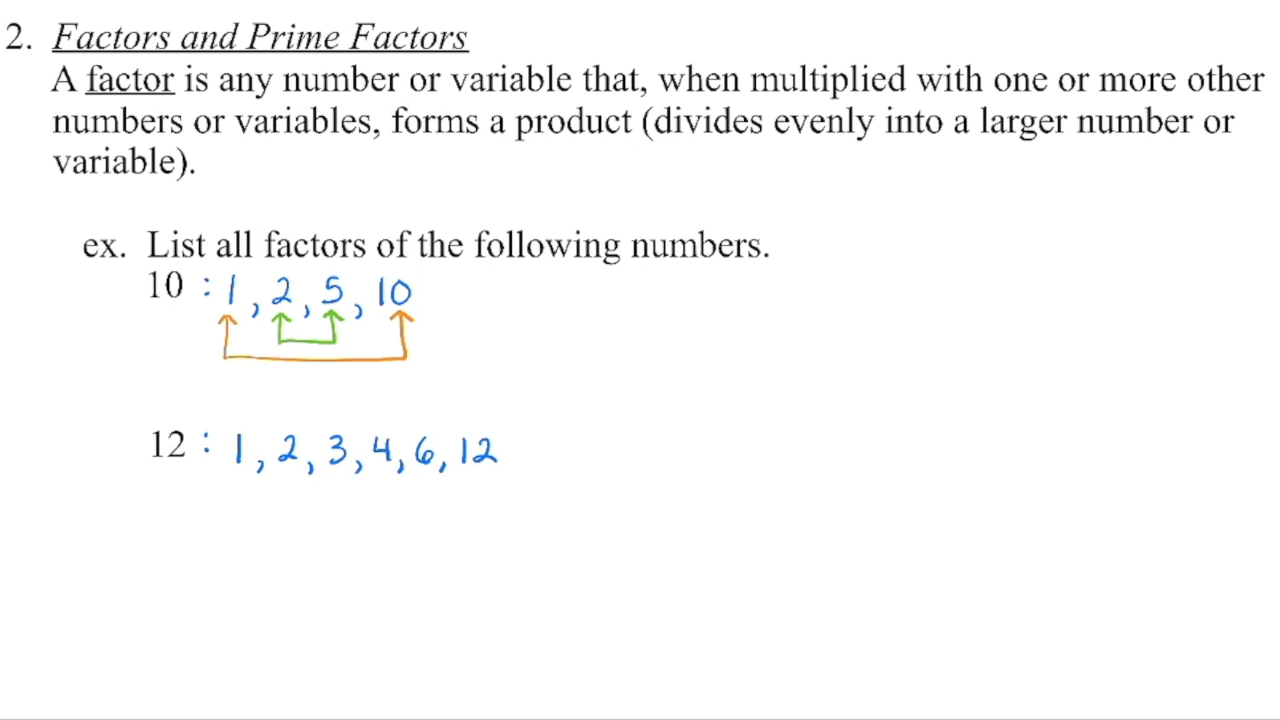 2. Factors and Prime Factors
A factor is any number or variable that, when multiplied with one or more other
numbers or variables, forms a product (divides evenly into a larger number or
variable).
ex. List all factors of the following numbers.
10 : 1, 2, 5, 10
12 : 1, 2, 3, 4, 6, 12